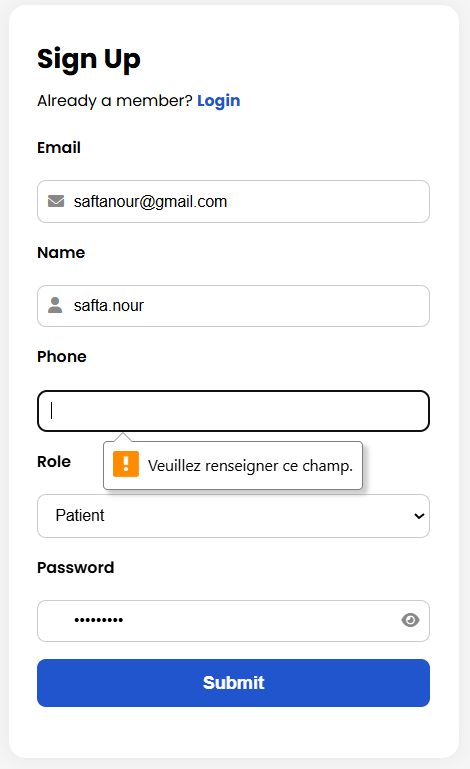 Sign Up
Already a member? Login
Email
saftanour@gmail.com
Name
safta.nour
Phone
Veuillez renseigner ce champ.
Role
Patient
Password
•••••••••
Submit